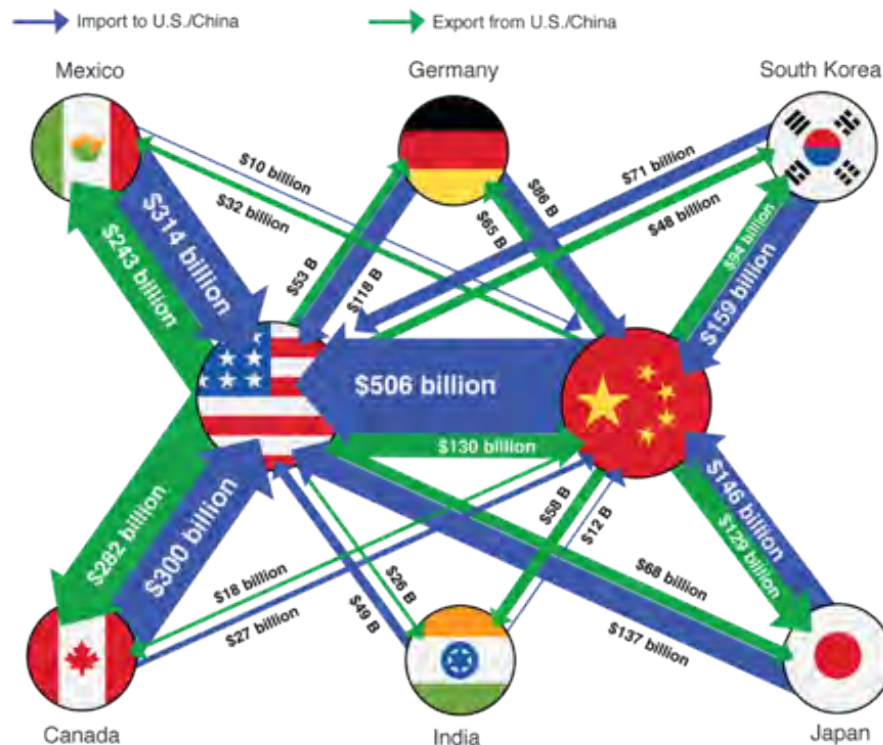 Import to U.S./China
Export from U.S./China
Mexico
Germany
South Korea
$10 billion
$32 billion
$71 billion
$48 billion
$86 B
$65 B
$314 billion
$243 billion
$53 B
$118 B
$94 billion
$159 billion
$506 billion
$130 billion
$282 billion
$300 billion
$18 billion
$27 billion
$26 B
$49 B
$58 B
$12 B
$68 billion
$137 billion
$146 billion
$129 billion
Canada
India
Japan